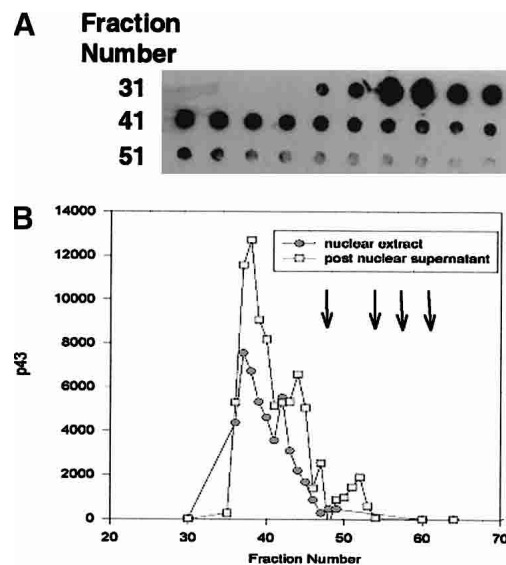 A
Fraction
Number
31
41
51
B
14000
12000
10000
8000
6000
4000
2000
0
p43
nuclear extract
post nuclear supernatant
20
30
40
50
60
70
Fraction Number